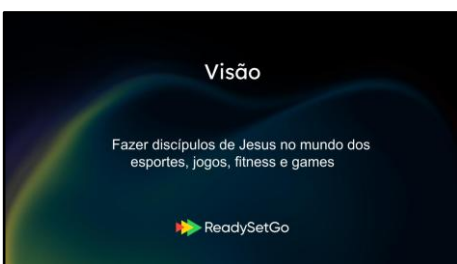 Visão
Fazer discípulos de Jesus no mundo dos
esportes, jogos, fitness e games
ReadySetGo